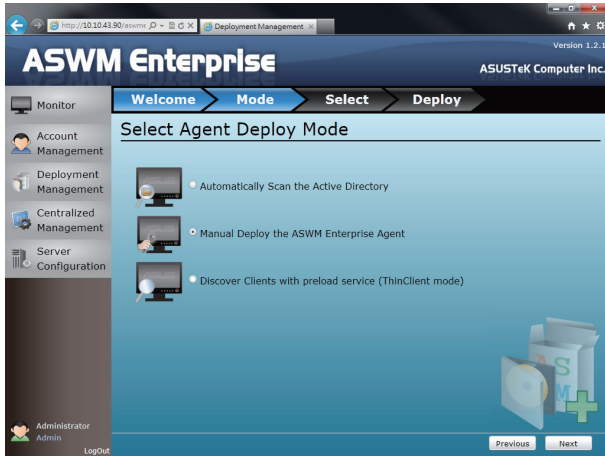 http://10.10.43.90/aswme
Deployment Management
Version 1.2.1
ASWM Enterprise
ASUSTeK Computer Inc.
Monitor
Account
Management
Deployment
Management
Centralized
Management
Server
Configuration
Welcome
Mode
Select
Deploy
Select Agent Deploy Mode
Automatically Scan the Active Directory
Manual Deploy the ASWM Enterprise Agent
Discover Clients with preload service (ThinClient mode)
A S
W M
Administrator
Admin
LogOut
Previous
Next